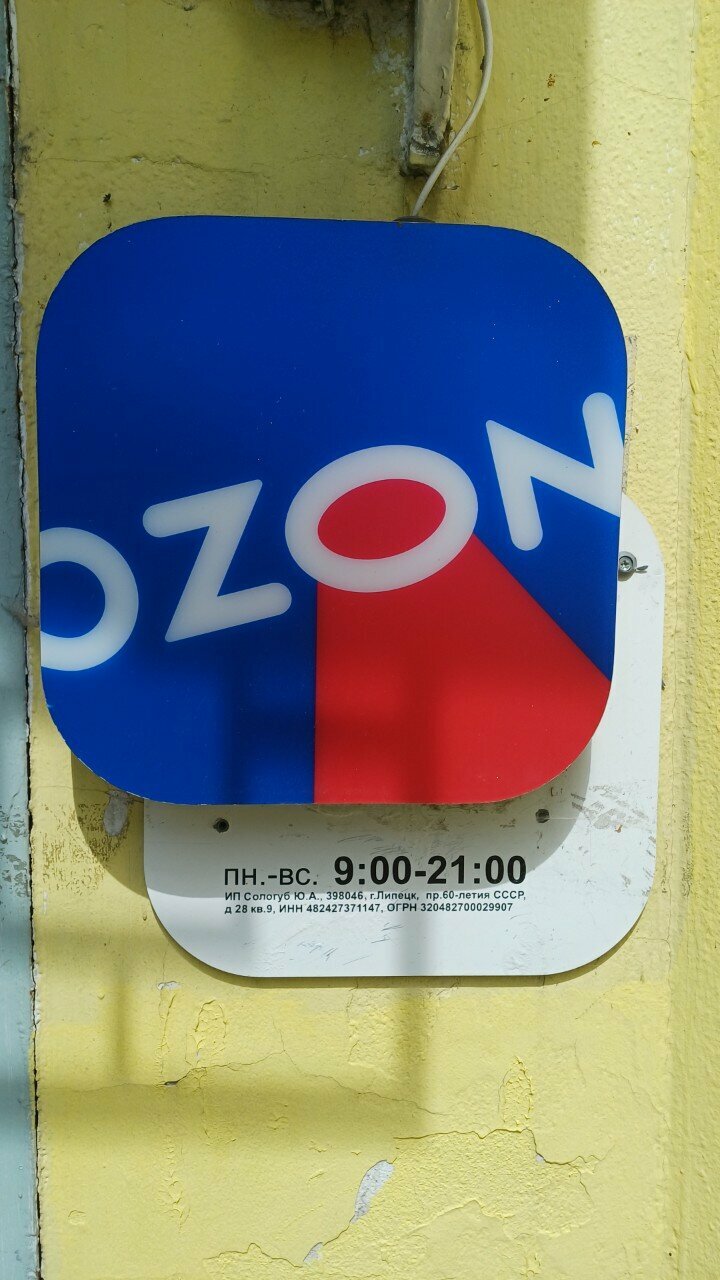 OZON
ПН.-ВС. 9:00-21:00
ИП Сологуб Ю.А., 398046, г.Липецк, пр.60-летия СССР,
д 28 кв.9, ИНН 482427371147, ОГРН 320482700029907